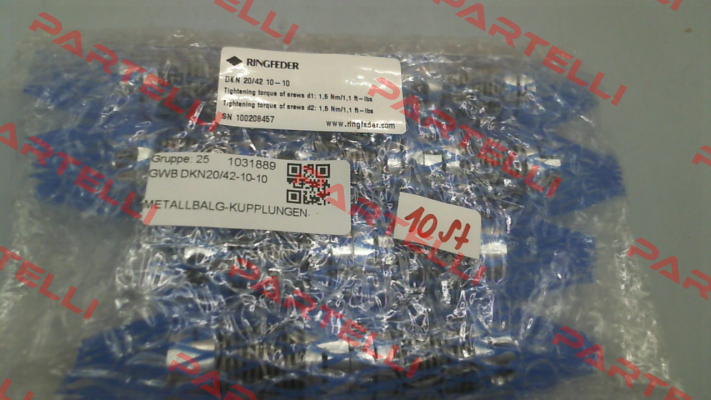 RINGFEDER
DKN 20/42 10-10
Tightening torque of srews d1: 1,5 Nm/1,1 ft-lbs
Tightening torque of srews d2: 1,5 Nm/1,1 ft-lbs
SN 100208457
www.ringfeder.com
Gruppe: 25 1031889
GWB DKN20/42-10-10
METALLBALG-KUPPLUNGEN
10 St
PARTELLI
PARTELLI
PARTELLI
PARTELLI
PARTELLI
PARTELLI
PARTELLI